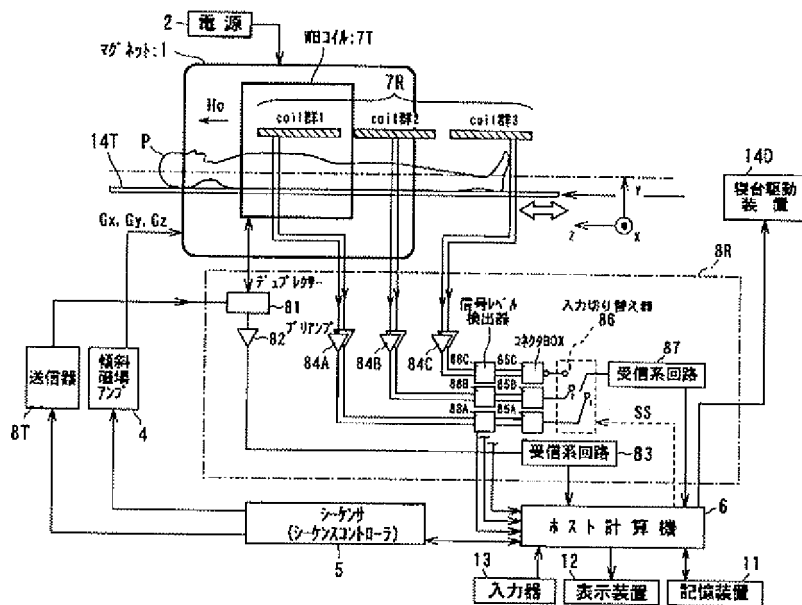 2
電源
マグネット:1
WBコイル:7T
7R
Ho
coil群1
coil群2
coil群3
14T
P
14D
寝台駆動
装置
Y
Z
X
Gx, Gy, Gz
8R
デュプレクサー
81
82
プリアンプ
84A
84B
84C
信号レベル
検出器
コネクタBOX
入力切り替え器
86
88C
85C
88B
85B
88A
85A
87
受信系回路
送信器
8T
傾斜
磁場
アンプ
4
SS
受信系回路
83
シーケンサ
(シーケンスコントローラ)
5
6
ホスト計算機
13
入力器
12
表示装置
11
記憶装置